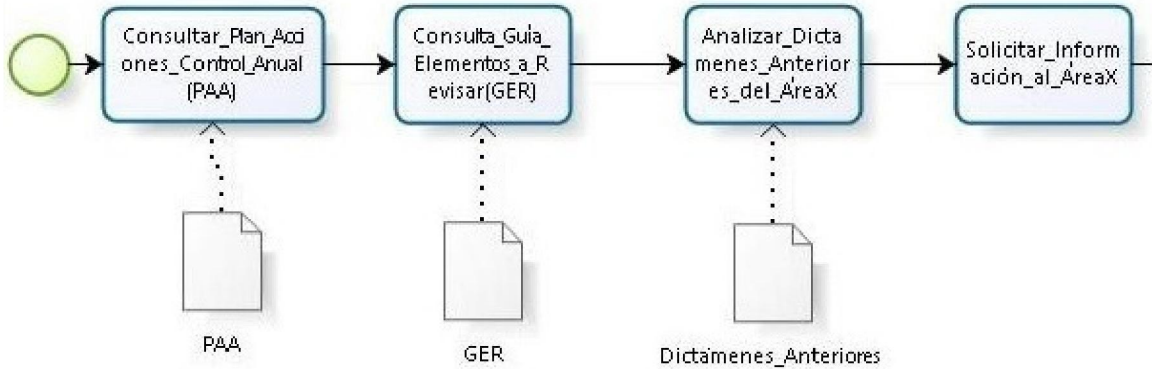 Consultar_Plan_Acci
ones_Control_Anual
(PAA)
Consulta_Guía_
Elementos_a_R
evisar(GER)
Analizar_Dicta
menes_Anterior
es_del_ÁreaX
Solicitar_Inform
ación_al_ÁreaX
PAA
GER
Dictámenes_Anteriores